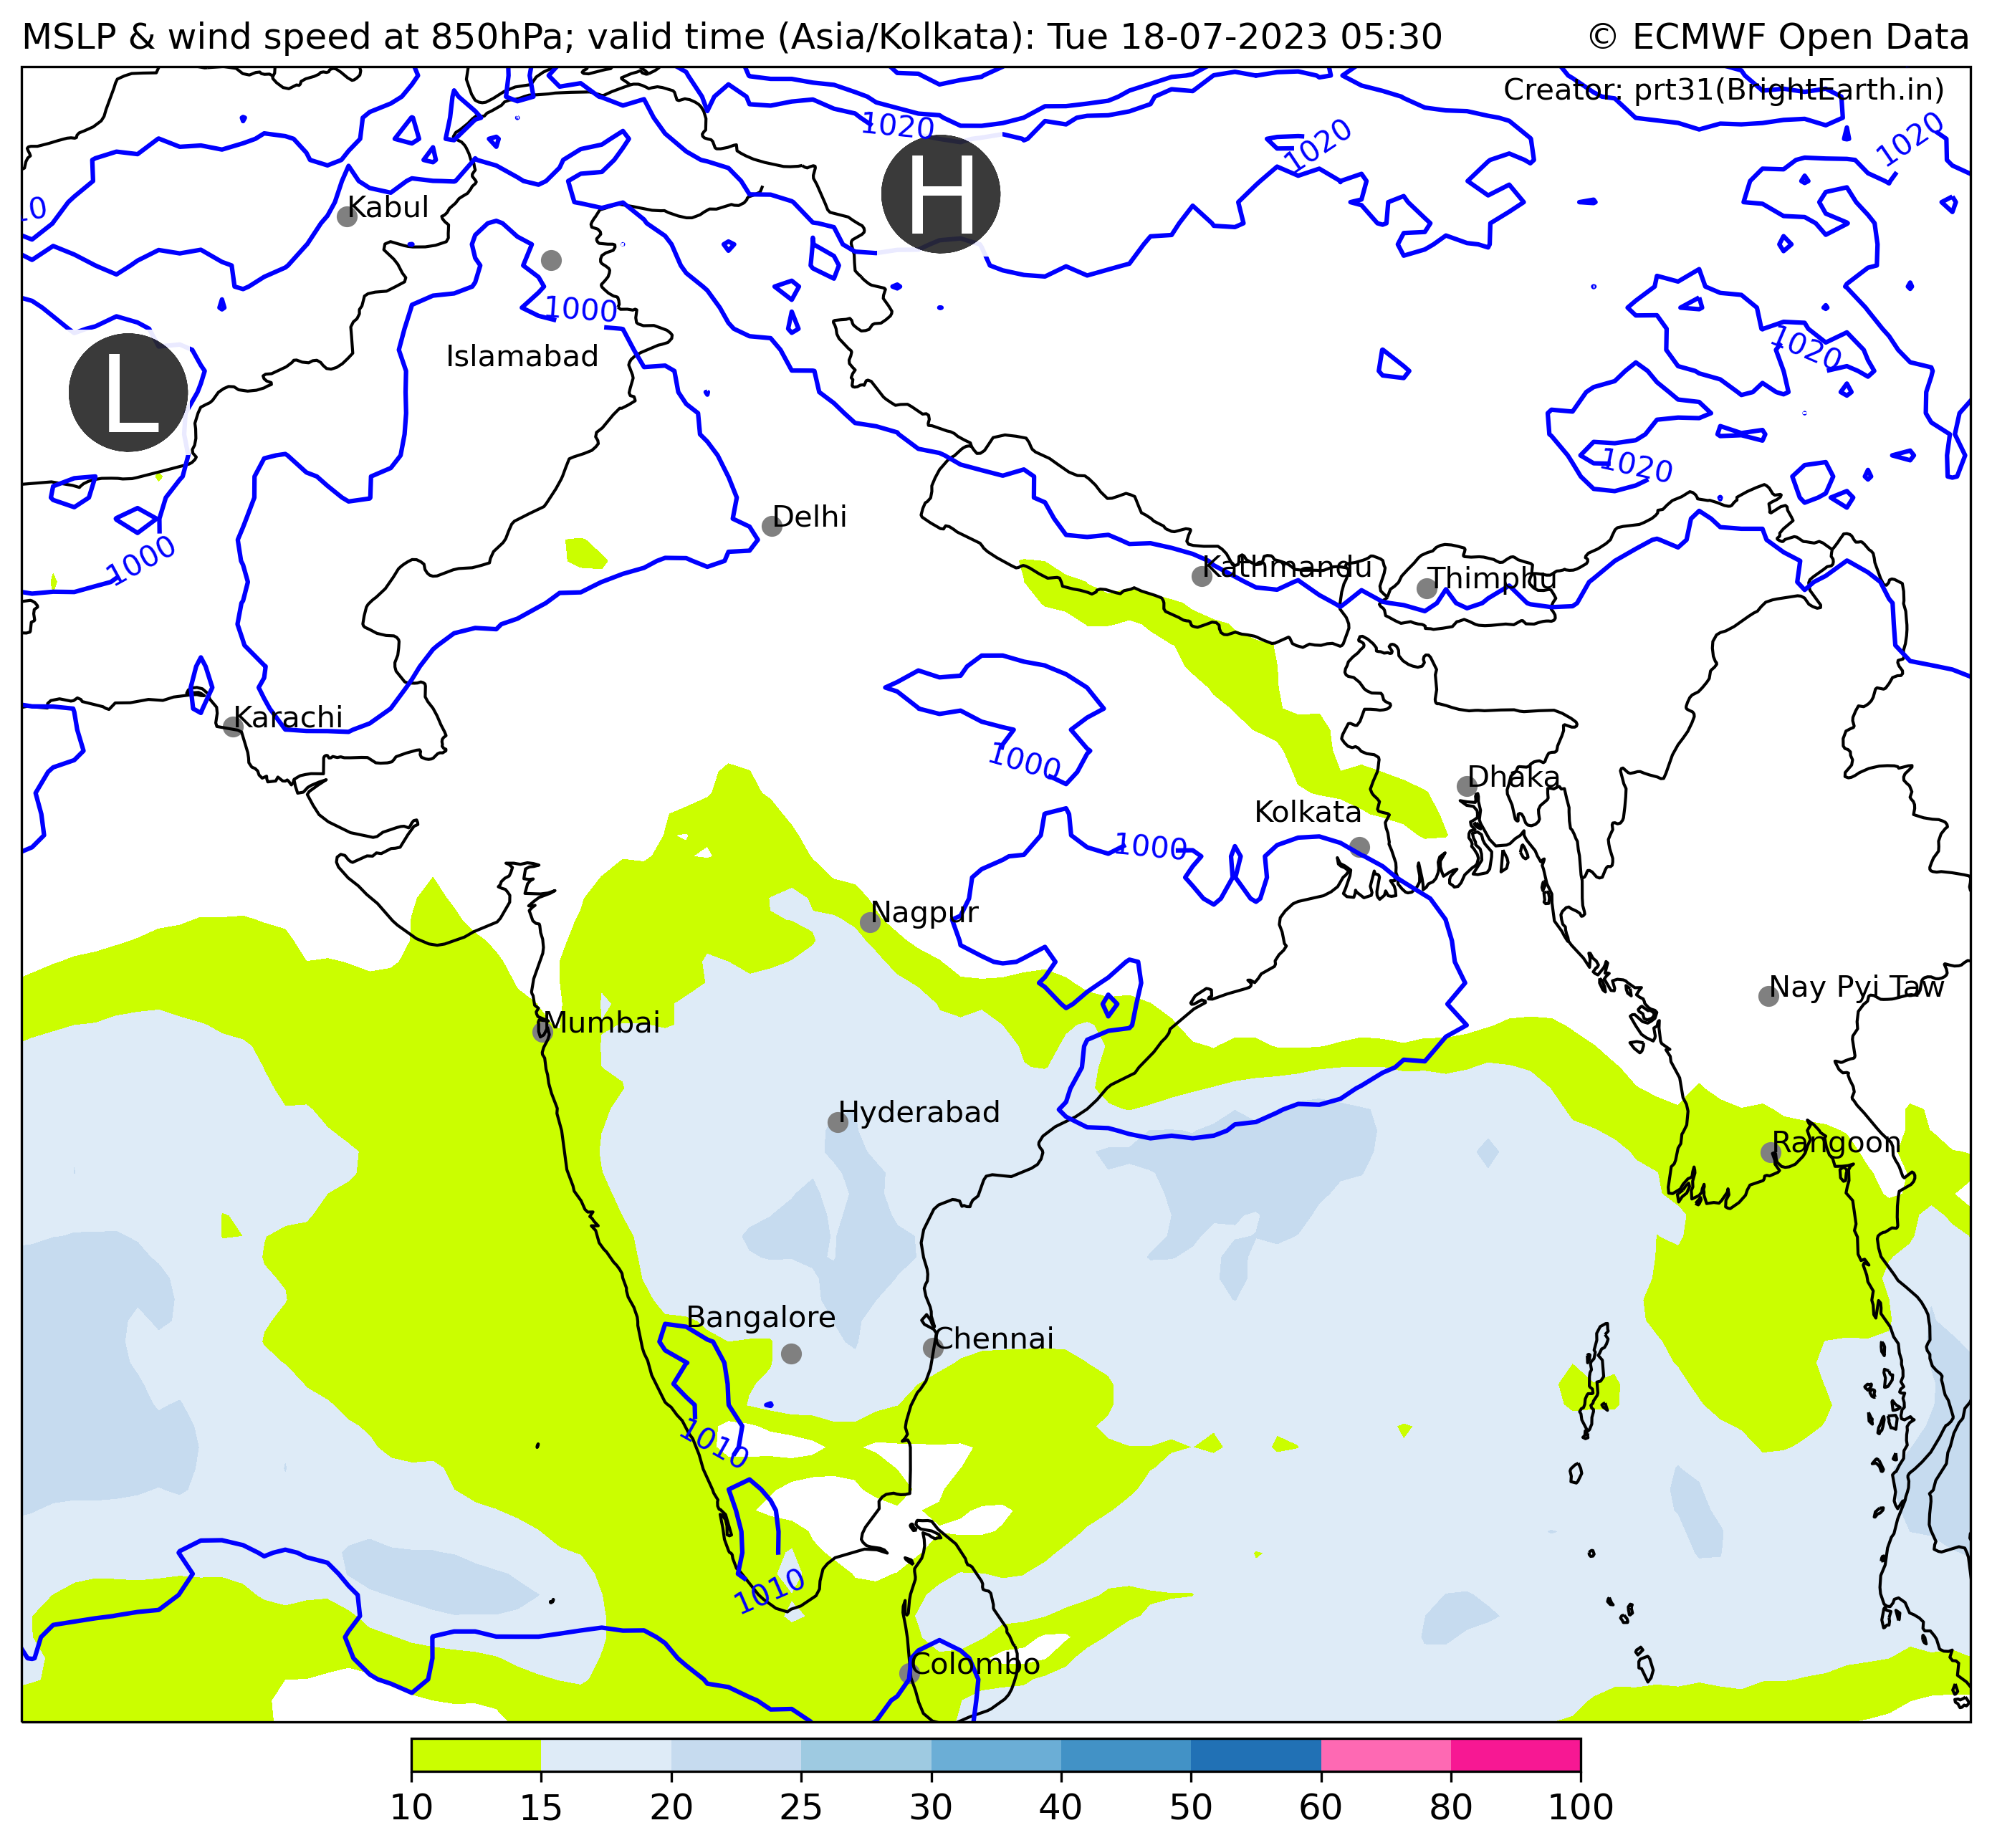 MSLP & wind speed at 850hPa; valid time (Asia/Kolkata): Tue 18-07-2023 05:30
© ECMWF Open Data
Creator: prt31(BrightEarth.in)
1020
1020
1020
10
Kabul
H
1000
1020
Islamabad
L
1020
Delhi
1000
Kathmandu
Thimphu
Karachi
1000
Dhaka
Kolkata
1000
Nagpur
Nay Pyi Taw
Mumbai
Hyderabad
Rangoon
Bangalore
Chennai
1010
1010
Colombo
10 15 20 25 30 40 50 60 80 100